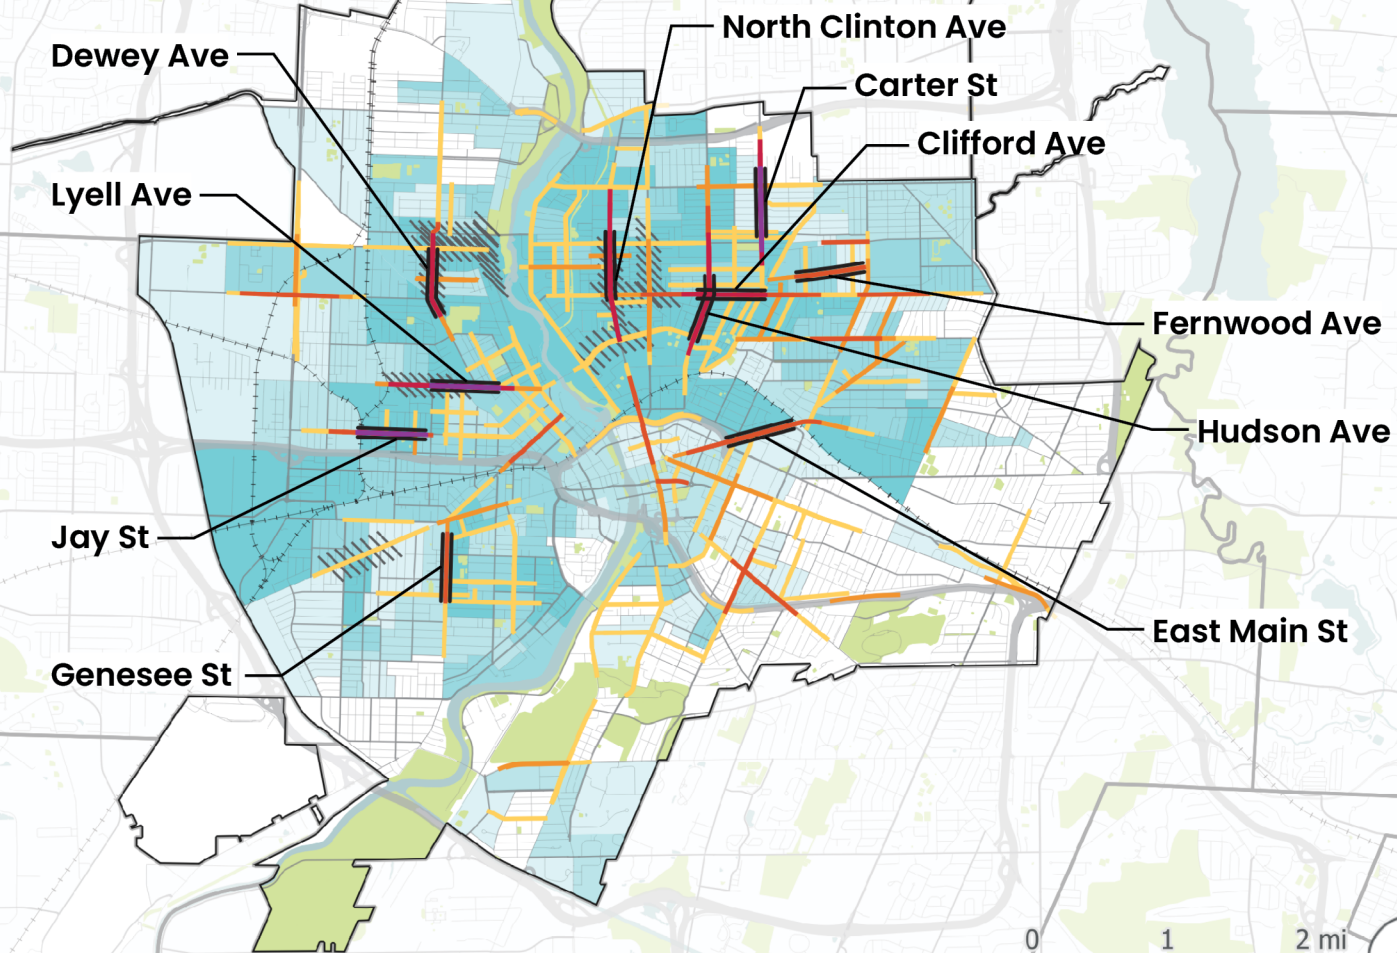 North Clinton Ave
Dewey Ave
Carter St
Clifford Ave
Lyell Ave
Fernwood Ave
Hudson Ave
Jay St
East Main St
Genesee St
0 1 2 mi